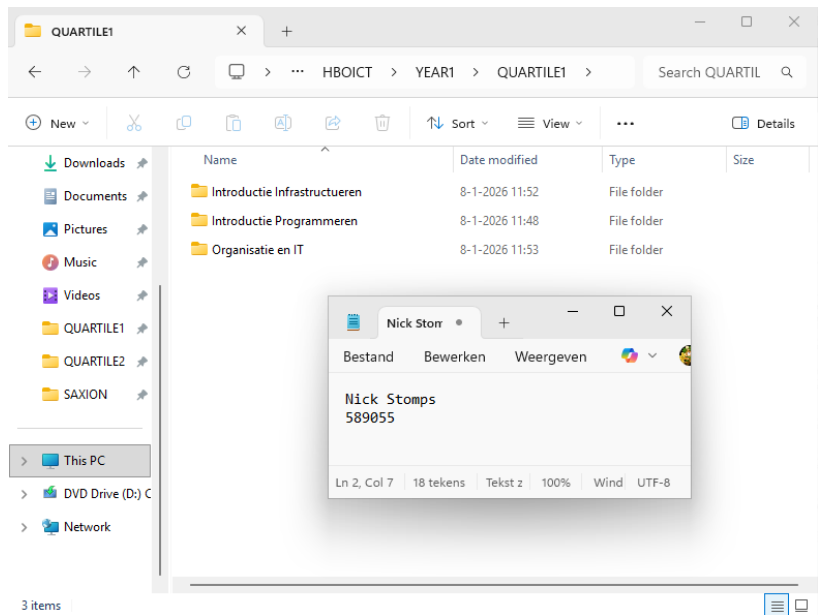 QUARTILE1
HBOICT > YEAR1 > QUARTILE1 >
Search QUARTIL
New
Sort
View
Details
Name
Date modified
Type
Size
Downloads
Documents
Pictures
Music
Videos
QUARTILE1
QUARTILE2
SAXION
This PC
DVD Drive (D:) C
Network
Introductie Infrastructueren 8-1-2026 11:52 File folder
Introductie Programmeren 8-1-2026 11:48 File folder
Organisatie en IT 8-1-2026 11:53 File folder
Nick Stom
Bestand Bewerken Weergeven
Nick Stomps
589055
Ln 2, Col 7 18 tekens Tekst z 100% Wind UTF-8
3 items